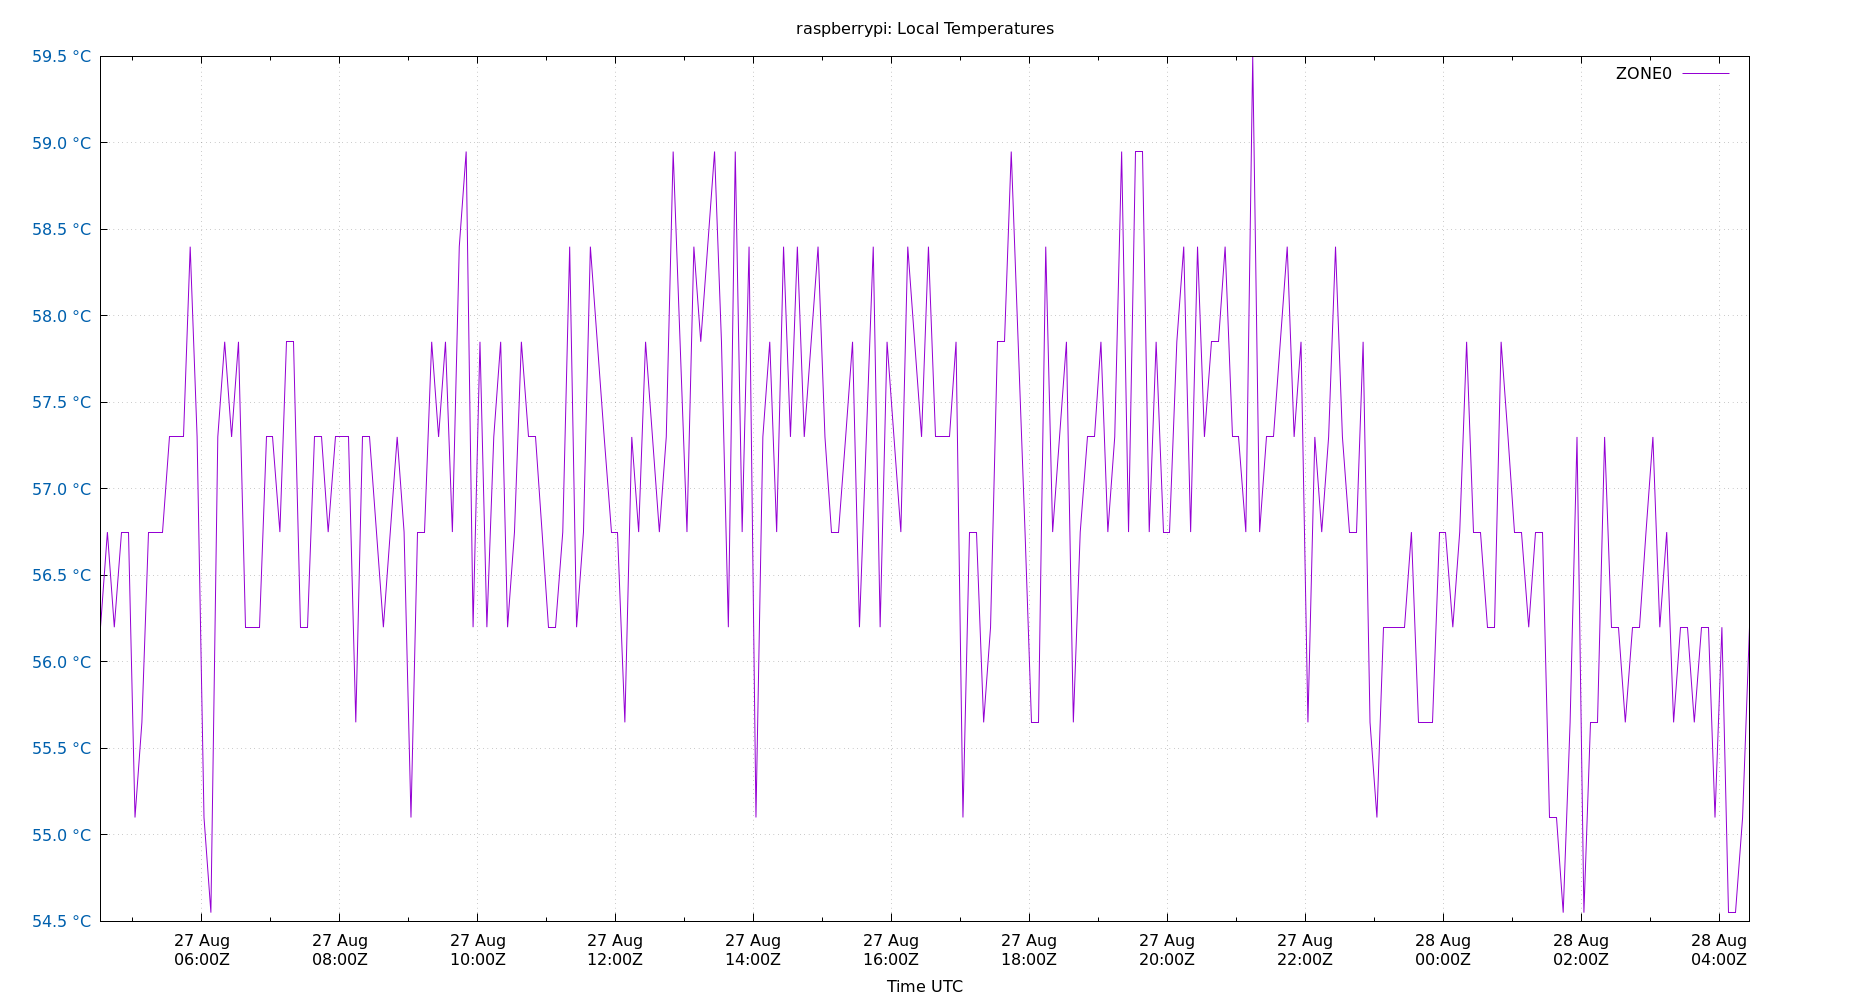 raspberrypi: Local Temperatures
59.5 °C
ZONE0
59.0 °C
58.5 °C
58.0 °C
57.5 °C
57.0 °C
56.5 °C
56.0 °C
55.5 °C
55.0 °C
54.5 °C
27 Aug 27 Aug 27 Aug 27 Aug 27 Aug 27 Aug 27 Aug 27 Aug 27 Aug 28 Aug 28 Aug 28 Aug
06:00Z 08:00Z 10:00Z 12:00Z 14:00Z 16:00Z 18:00Z 20:00Z 22:00Z 00:00Z 02:00Z 04:00Z
Time UTC